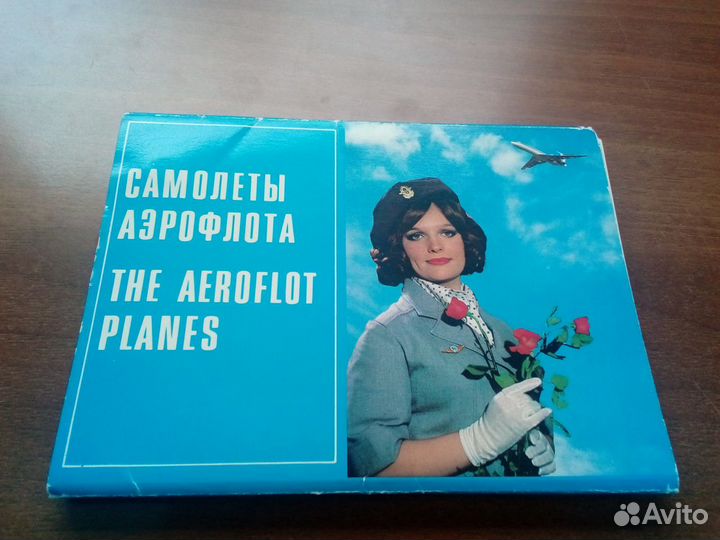 САМОЛЕТЫ
АЭРОФЛОТА
THE AEROFLOT
PLANES
Avito